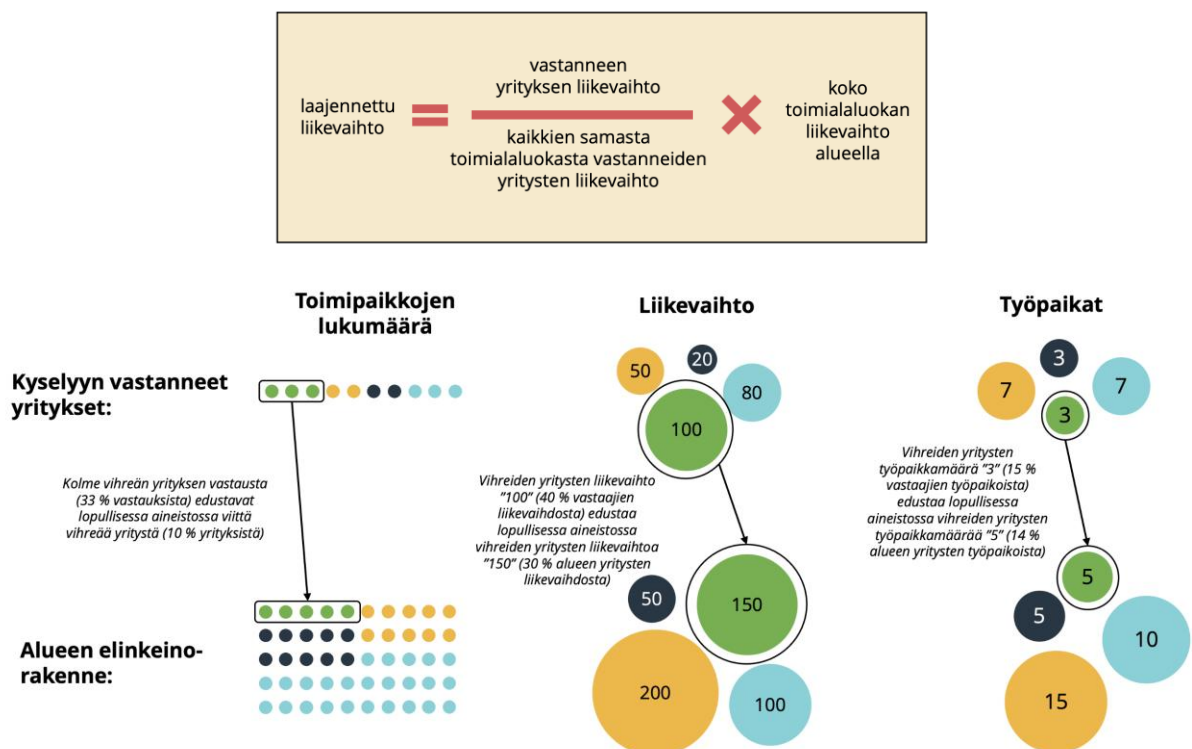 laajennettu
liikevaihto
=
vastanneen
yrityksen liikevaihto
kaikkien samasta
toimialaluokasta vastanneiden
yritysten liikevaihto
×
koko
toimialaluokan
liikevaihto
alueella
Toimipaikkojen
lukumäärä
Liikevaihto
Työpaikat
Kyselyyn vastanneet
yritykset:
50
20
80
100
3
7
7
3
Kolme vihreän yrityksen vastausta
(33 % vastauksista) edustavat
lopullisessa aineistossa viittä
vihreää yritystä (10 % yrityksistä)
Vihreiden yritysten liikevaihto
"100" (40 % vastaajien
liikevaihdosta) edustaa
lopullisessa aineistossa
vihreiden yritysten liikevaihtoa
"150" (30 % alueen yritysten
liikevaihdosta)
Vihreiden yritysten
työpaikkamäärä "3" (15 %
vastaajien työpaikoista)
edustaa lopullisessa
aineistossa vihreiden yritysten
työpaikkamäärää "5" (14 %
alueen yritysten työpaikoista)
Alueen elinkeino-
rakenne:
50
150
200
100
5
5
10
15